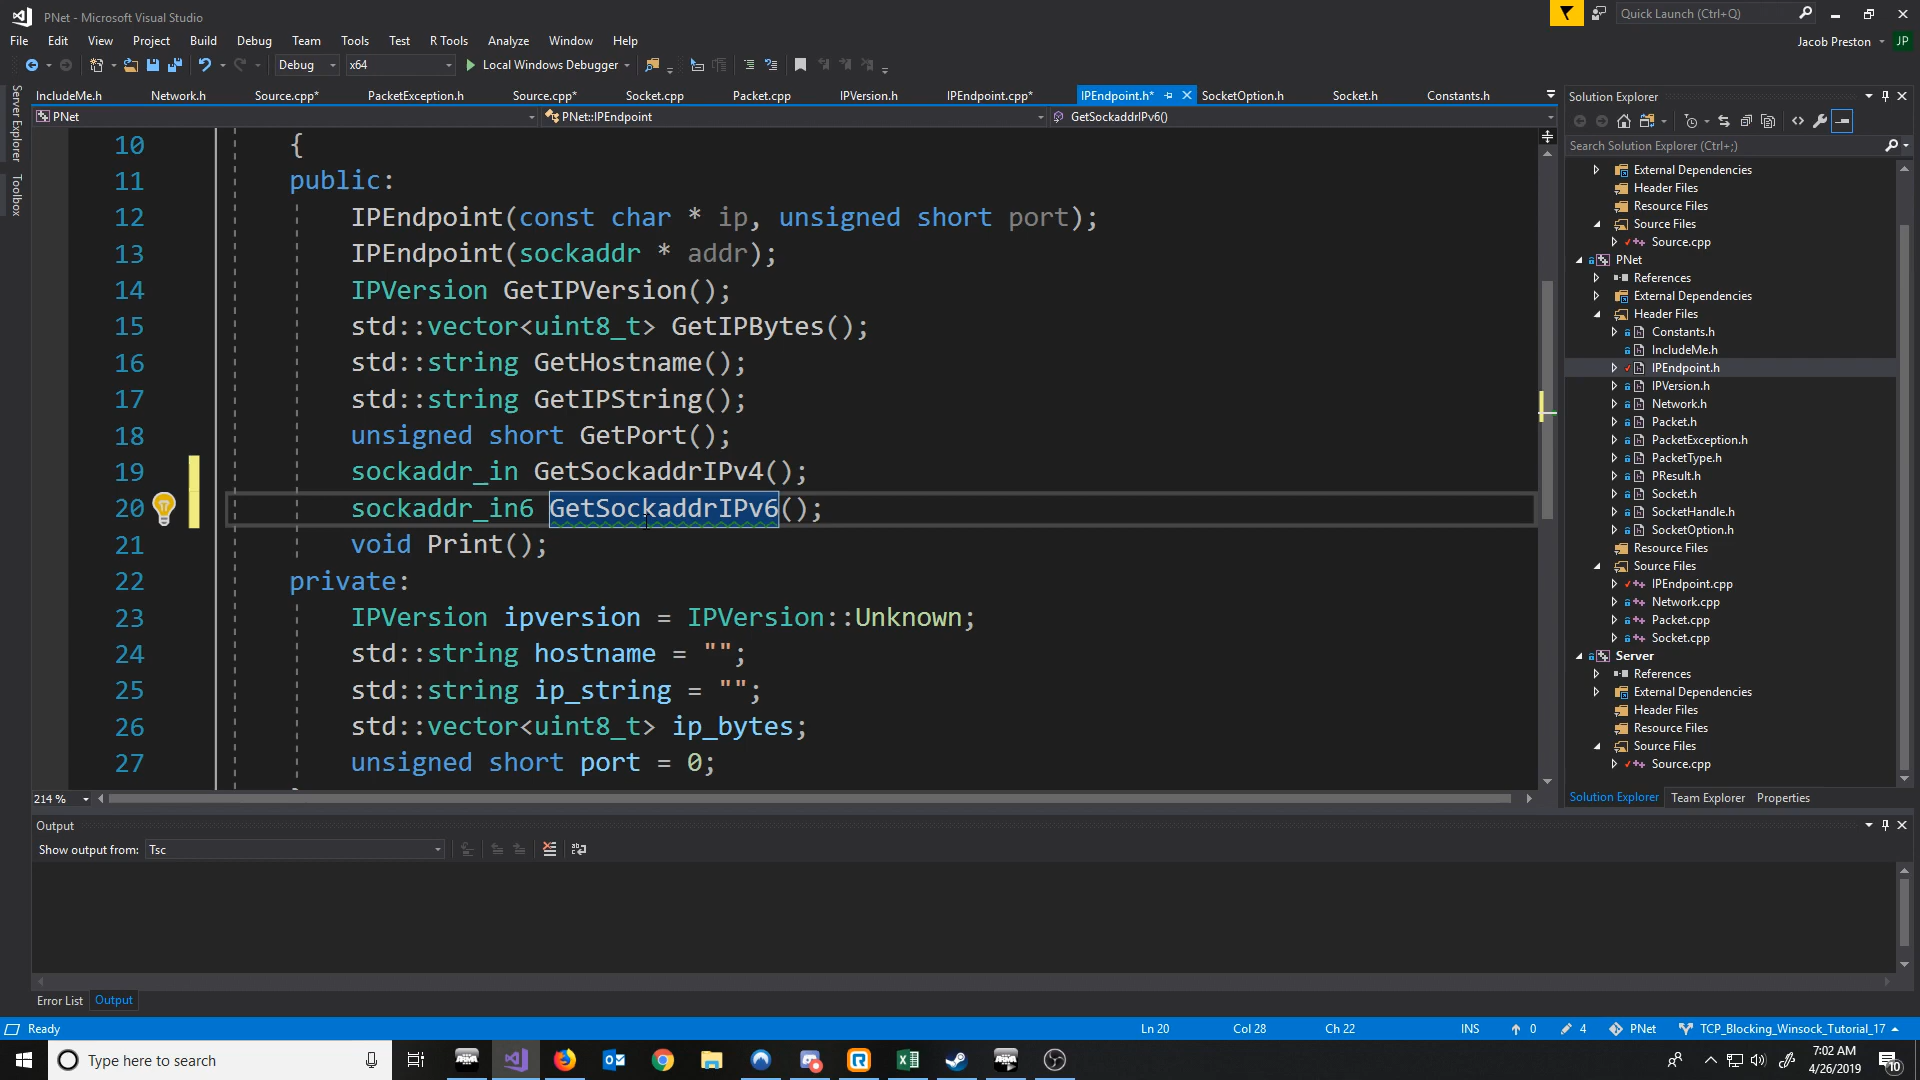 PNet - Microsoft Visual Studio
Quick Launch (Ctrl+Q)
File Edit View Project Build Debug Team Tools Test R Tools Analyze Window Help
Jacob Preston JP
Debug x64 Local Windows Debugger
Server Explorer
Toolbox
IncludeMe.h Network.h Source.cpp* PacketException.h Source.cpp* Socket.cpp Packet.cpp IPVersion.h IPEndpoint.cpp* IPEndpoint.h* SocketOption.h Socket.h Constants.h
PNet PNet::IPEndpoint GetSockaddrIPv6()
10 {
11 public:
12 IPEndpoint(const char * ip, unsigned short port);
13 IPEndpoint(sockaddr * addr);
14 IPVersion GetIPVersion();
15 std::vector<uint8_t> GetIPBytes();
16 std::string GetHostname();
17 std::string GetIPString();
18 unsigned short GetPort();
19 sockaddr_in GetSockaddrIPv4();
20 sockaddr_in6 GetSockaddrIPv6();
21 void Print();
22 private:
23 IPVersion ipversion = IPVersion::Unknown;
24 std::string hostname = "";
25 std::string ip_string = "";
26 std::vector<uint8_t> ip_bytes;
27 unsigned short port = 0;
214 %
Solution Explorer
Search Solution Explorer (Ctrl+;)
External Dependencies
Header Files
Resource Files
Source Files
Source.cpp
PNet
References
External Dependencies
Header Files
Constants.h
IncludeMe.h
IPEndpoint.h
IPVersion.h
Network.h
Packet.h
PacketException.h
PacketType.h
PResult.h
Socket.h
SocketHandle.h
SocketOption.h
Resource Files
Source Files
IPEndpoint.cpp
Network.cpp
Packet.cpp
Socket.cpp
Server
References
External Dependencies
Header Files
Resource Files
Source Files
Source.cpp
Solution Explorer Team Explorer Properties
Output
Show output from: Tsc
Error List Output
Ready Ln 20 Col 28 Ch 22 INS 0 4 PNet TCP_Blocking_Winsock_Tutorial_17
Type here to search
7:02 AM
4/26/2019
10